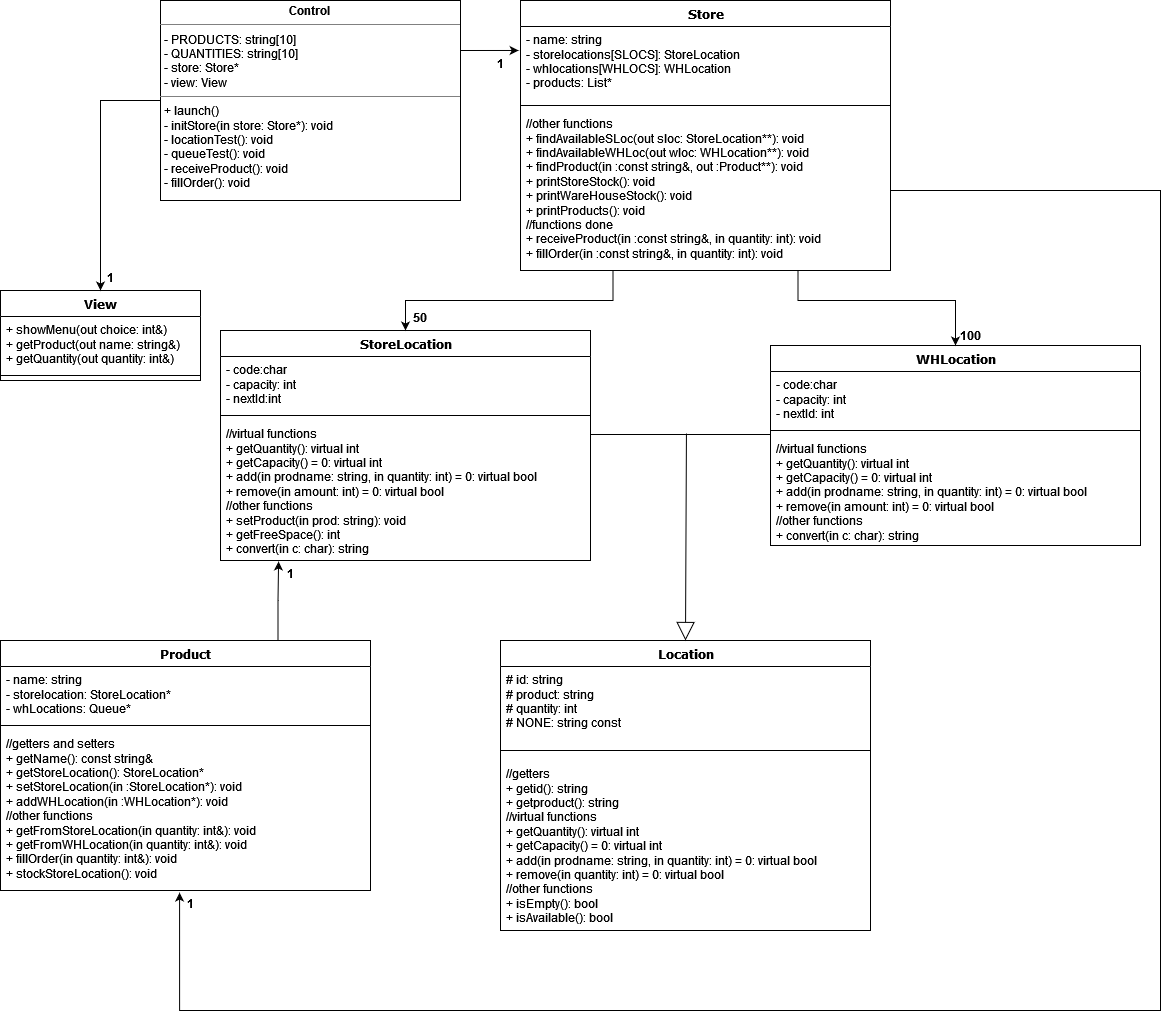 Control
- PRODUCTS: string[10]
- QUANTITIES: string[10]
- store: Store*
- view: View
+ launch()
- initStore(in store: Store*): void
- locationTest(): void
- queueTest(): void
- receiveProduct(): void
- fillOrder(): void
1
Store
- name: string
- storelocations[SLOCS]: StoreLocation
- whlocations[WHLOCS]: WHLocation
- products: List*
//other functions
+ findAvailableSLoc(out sloc: StoreLocation**): void
+ findAvailableWHLoc(out wloc: WHLocation**): void
+ findProduct(in :const string&, out :Product**): void
+ printStoreStock(): void
+ printWareHouseStock(): void
+ printProducts(): void
//functions done
+ receiveProduct(in :const string&, in quantity: int): void
+ fillOrder(in :const string&, in quantity: int): void
1
View
+ showMenu(out choice: int&)
+ getProduct(out name: string&)
+ getQuantity(out quantity: int&)
50
StoreLocation
- code:char
- capacity: int
- nextId:int
//virtual functions
+ getQuantity(): virtual int
+ getCapacity() = 0: virtual int
+ add(in prodname: string, in quantity: int) = 0: virtual bool
+ remove(in amount: int) = 0: virtual bool
//other functions
+ setProduct(in prod: string): void
+ getFreeSpace(): int
+ convert(in c: char): string
100
WHLocation
- code:char
- capacity: int
- nextId: int
//virtual functions
+ getQuantity(): virtual int
+ getCapacity() = 0: virtual int
+ add(in prodname: string, in quantity: int) = 0: virtual bool
+ remove(in amount: int) = 0: virtual bool
//other functions
+ convert(in c: char): string
1
Product
- name: string
- storelocation: StoreLocation*
- whLocations: Queue*
//getters and setters
+ getName(): const string&
+ getStoreLocation(): StoreLocation*
+ setStoreLocation(in :StoreLocation*): void
+ addWHLocation(in :WHLocation*): void
//other functions
+ getFromStoreLocation(in quantity: int&): void
+ getFromWHLocation(in quantity: int&): void
+ fillOrder(in quantity: int&): void
+ stockStoreLocation(): void
1
Location
# id: string
# product: string
# quantity: int
# NONE: string const
//getters
+ getid(): string
+ getproduct(): string
//virtual functions
+ getQuantity(): virtual int
+ getCapacity() = 0: virtual int
+ add(in prodname: string, in quantity: int) = 0: virtual bool
+ remove(in quantity: int) = 0: virtual bool
//other functions
+ isEmpty(): bool
+ isAvailable(): bool